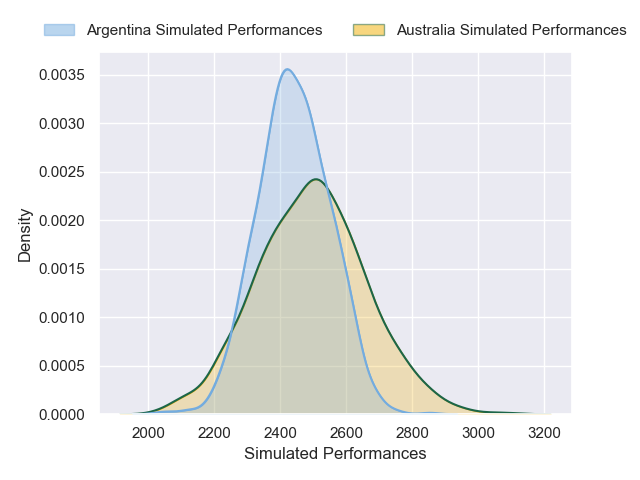 Argentina Simulated Performances Australia Simulated Performances
0.0035
0.0030
0.0025
0.0020
0.0015
0.0010
0.0005
0.0000
Density
2000 2200 2400 2600 2800 3000 3200
Simulated Performances